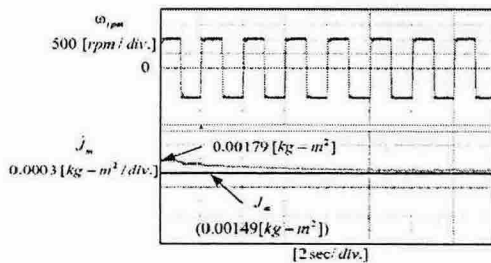 ω_rpm
500 [rpm / div.]
0
Ĵ_m
0.00179[kg − m²]
0.0003 [kg − m² / div.]
J_m
(0.00149[kg − m²])
[2 sec/ div.]